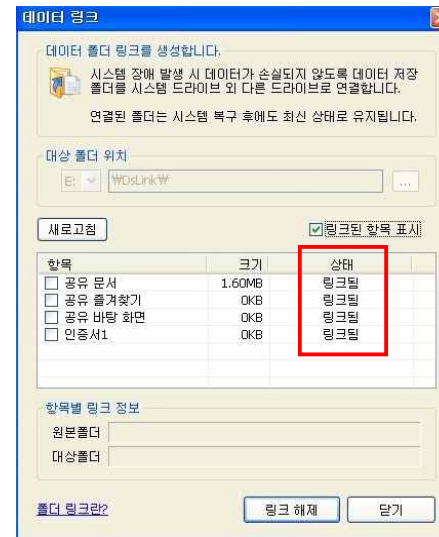 데이터 링크
데이터 폴더 링크를 생성합니다.
시스템 장애 발생 시 데이터가 손실되지 않도록 데이터 저장
폴더를 시스템 드라이브 외 다른 드라이브로 연결합니다.
연결된 폴더는 시스템 복구 후에도 최신 상태로 유지됩니다.
대상 폴더 위치
E: ₩DsLink₩ ...
새로고침 링크된 항목 표시
항목 크기 상태
공유 문서 1.60MB 링크됨
공유 즐겨찾기 0KB 링크됨
공유 바탕 화면 0KB 링크됨
인증서1 0KB 링크됨
항목별 링크 정보
원본폴더
대상폴더
폴더 링크란? 링크 해제 닫기